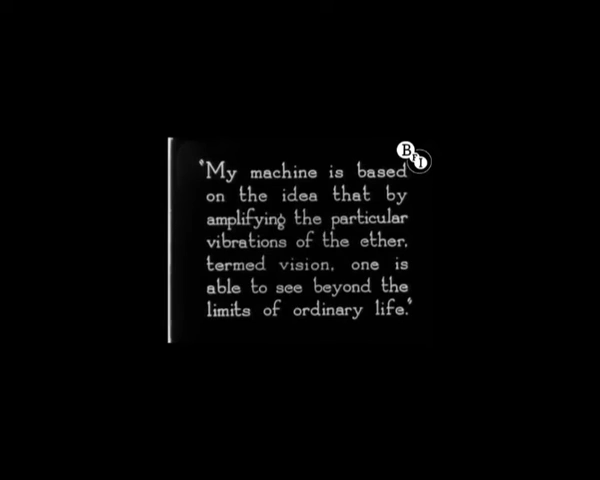 "My machine is based
on the idea that by
amplifying the particular
vibrations of the ether,
termed vision, one is
able to see beyond the
limits of ordinary life."
BFI